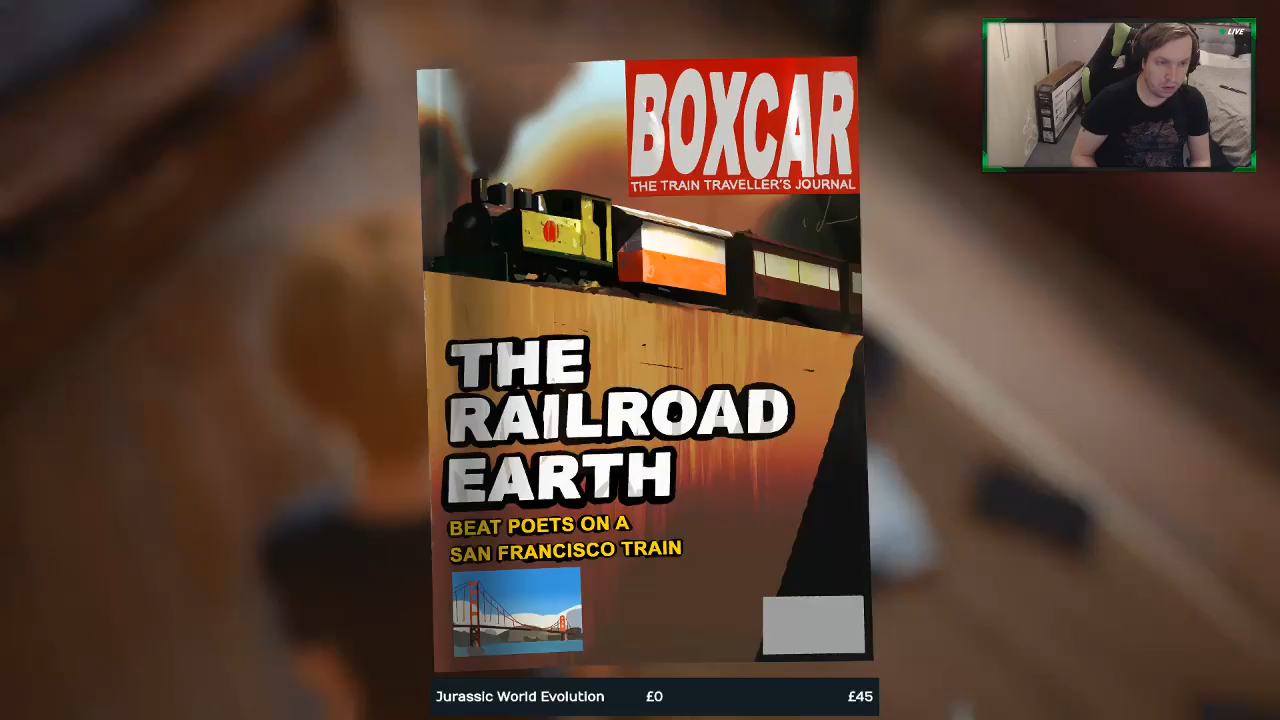 LIVE
BOXCAR
THE TRAIN TRAVELLER'S JOURNAL
THE
RAILROAD
EARTH
BEAT POETS ON A
SAN FRANCISCO TRAIN
Jurassic World Evolution £0 £45